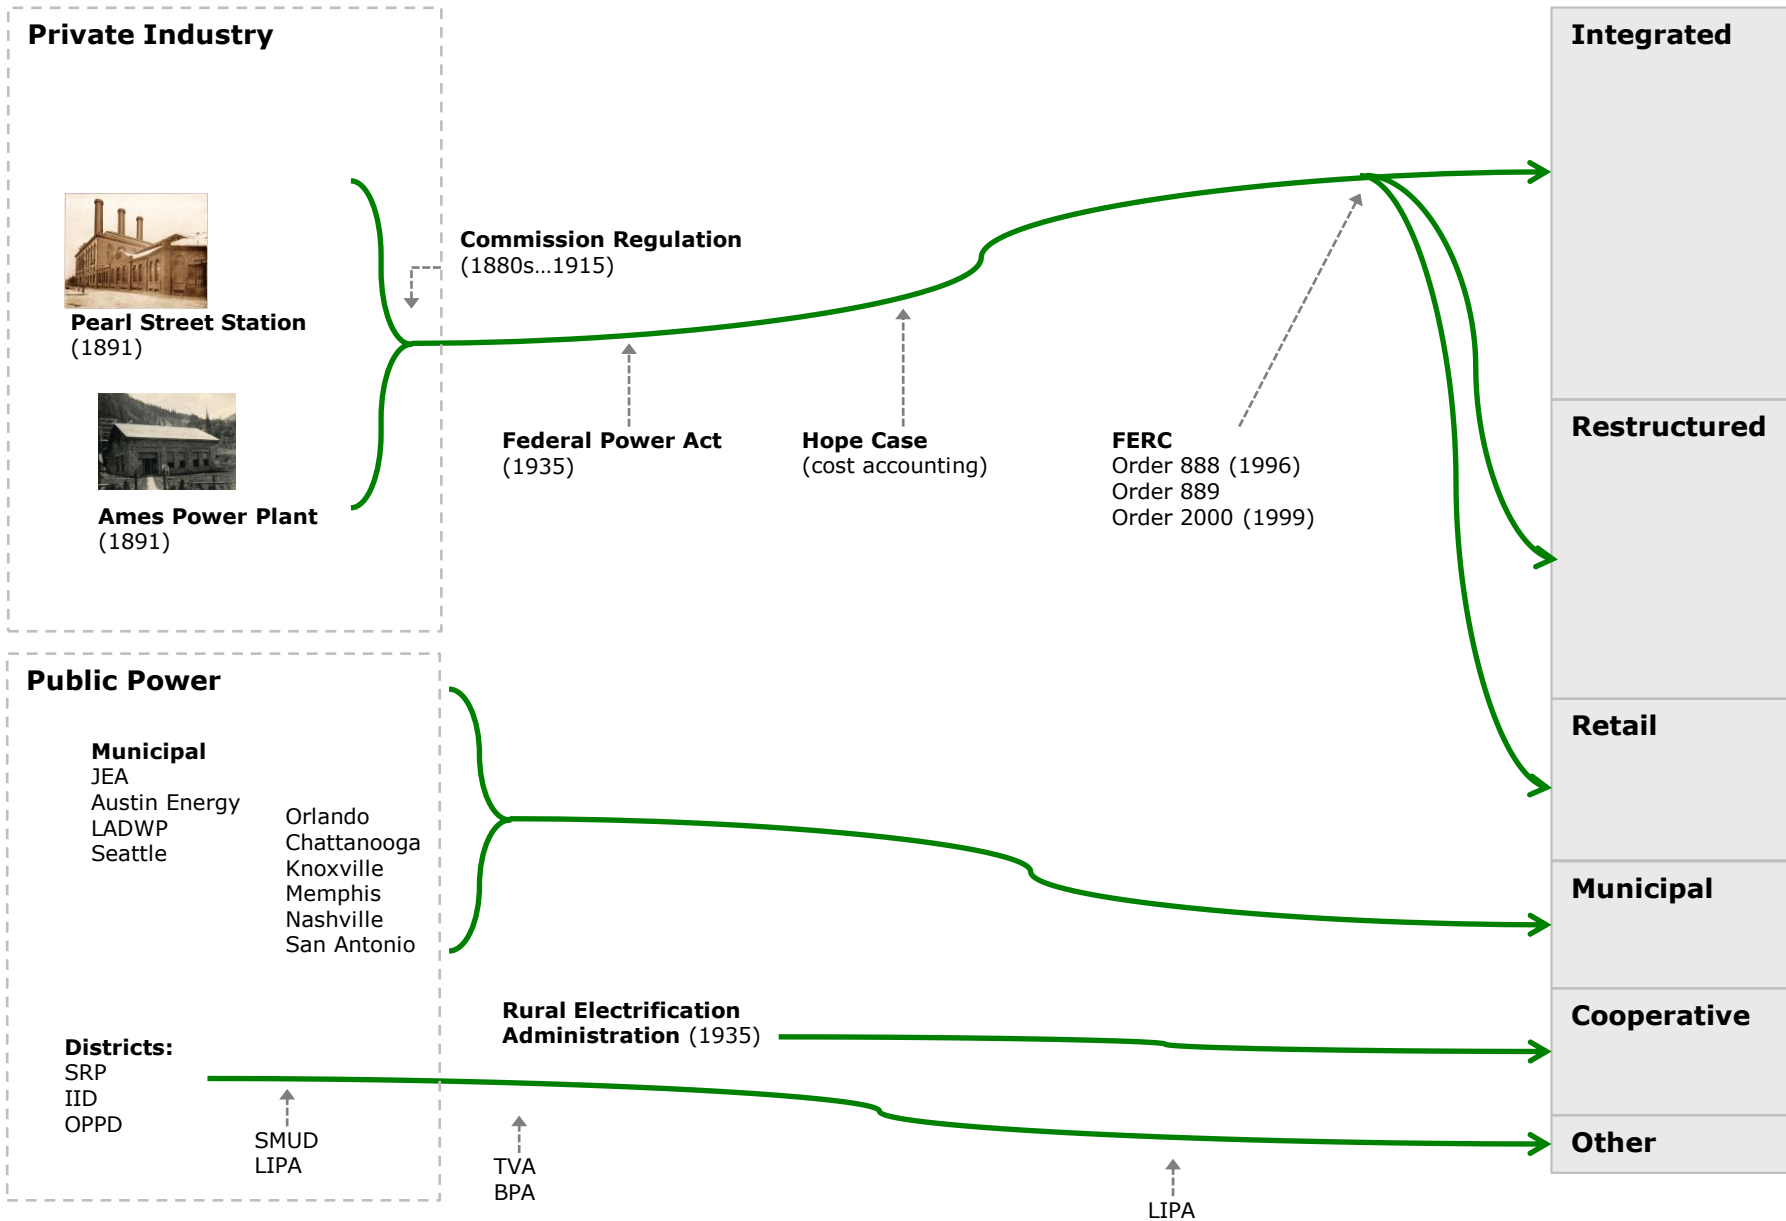 Private Industry
Pearl Street Station
(1891)
Ames Power Plant
(1891)
Commission Regulation
(1880s…1915)
Federal Power Act
(1935)
Hope Case
(cost accounting)
FERC
Order 888 (1996)
Order 889
Order 2000 (1999)
Public Power
Municipal
JEA
Austin Energy
LADWP
Seattle
Orlando
Chattanooga
Knoxville
Memphis
Nashville
San Antonio
Districts:
SRP
IID
OPPD
SMUD
LIPA
Rural Electrification
Administration (1935)
TVA
BPA
LIPA
Integrated
Restructured
Retail
Municipal
Cooperative
Other